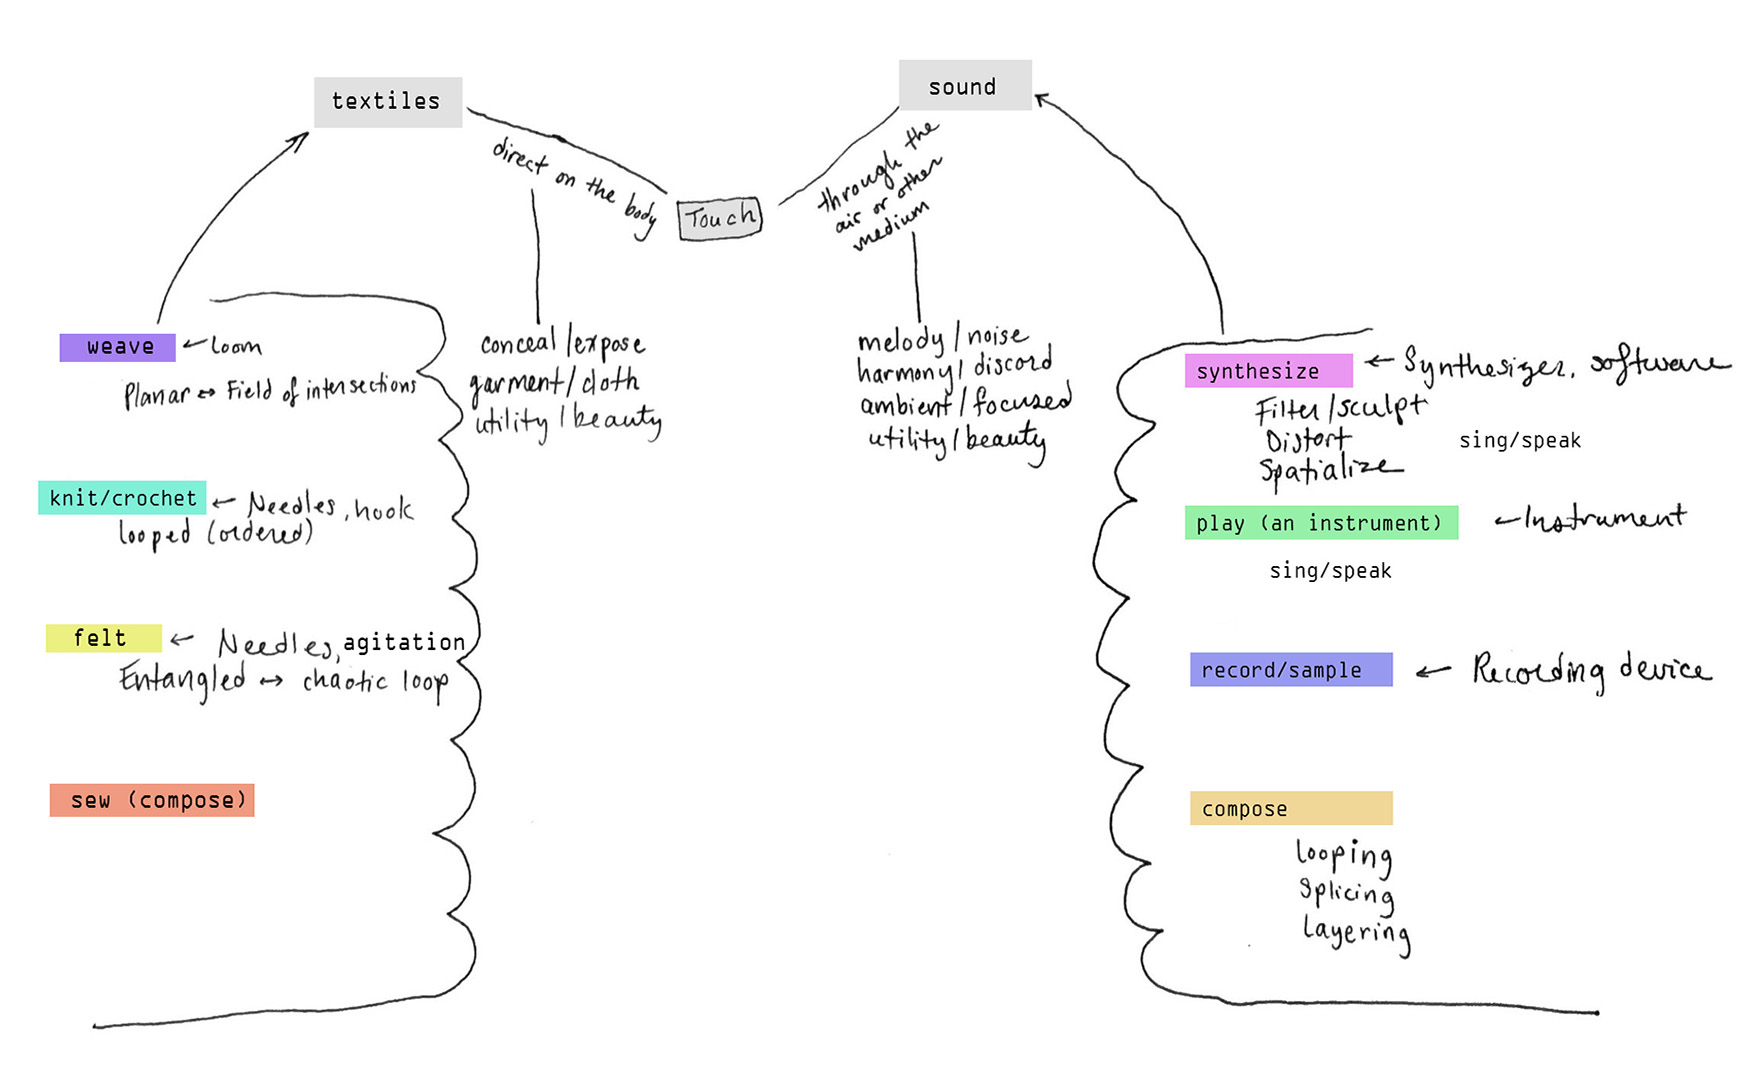 textiles
sound
direct on the body
Touch
through the
air or other
medium
weave ← Loom
Planar ↔ Field of intersections
knit/crochet ← Needles, hook
looped (ordered)
felt ← Needles, agitation
Entangled ↔ chaotic loop
sew (compose)
conceal/expose
garment/cloth
utility/beauty
melody/noise
harmony/discord
ambient/focused
utility/beauty
synthesize ← Synthesizer, software
Filter/sculpt
Distort
sing/speak
Spatialize
play (an instrument) ← Instrument
sing/speak
record/sample ← Recording device
compose
Looping
Splicing
Layering